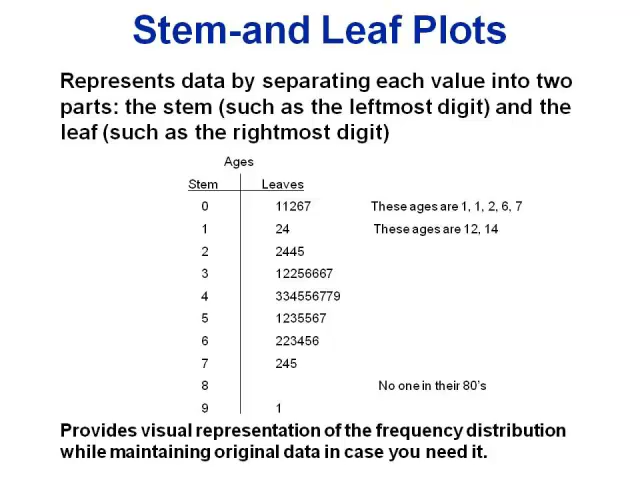 Stem-and Leaf Plots
Represents data by separating each value into two
parts: the stem (such as the leftmost digit) and the
leaf (such as the rightmost digit)
Ages
Stem Leaves
0 11267 These ages are 1, 1, 2, 6, 7
1 24 These ages are 12, 14
2 2445
3 12256667
4 334556779
5 1235567
6 223456
7 245
8 No one in their 80's
9 1
Provides visual representation of the frequency distribution
while maintaining original data in case you need it.